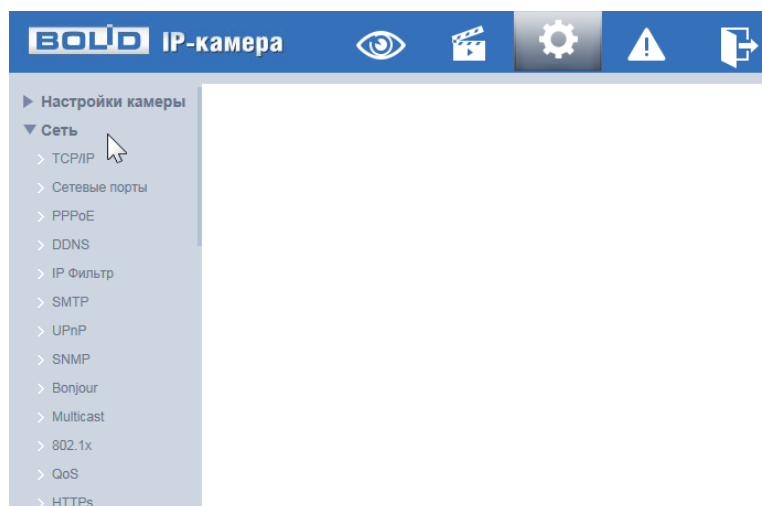 BOLID IP-камера
Настройки камеры
Сеть
TCP/IP
Сетевые порты
PPPoE
DDNS
IP Фильтр
SMTP
UPnP
SNMP
Bonjour
Multicast
802.1x
QoS
HTTPs